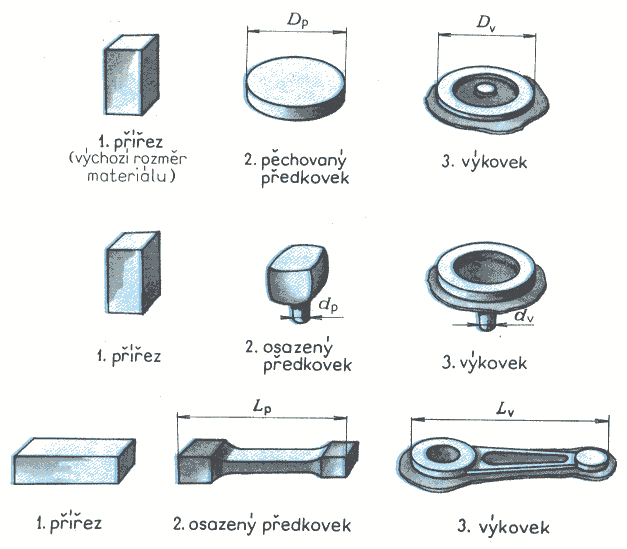 Dp
Dv
1. přířez
(výchozí rozměr
materiálu)
2. pěchovaný
předkovek
3. výkovek
dp
dv
1. přířez
2. osazený
předkovek
3. výkovek
Lp
Lv
1. přířez
2. osazený předkovek
3. výkovek